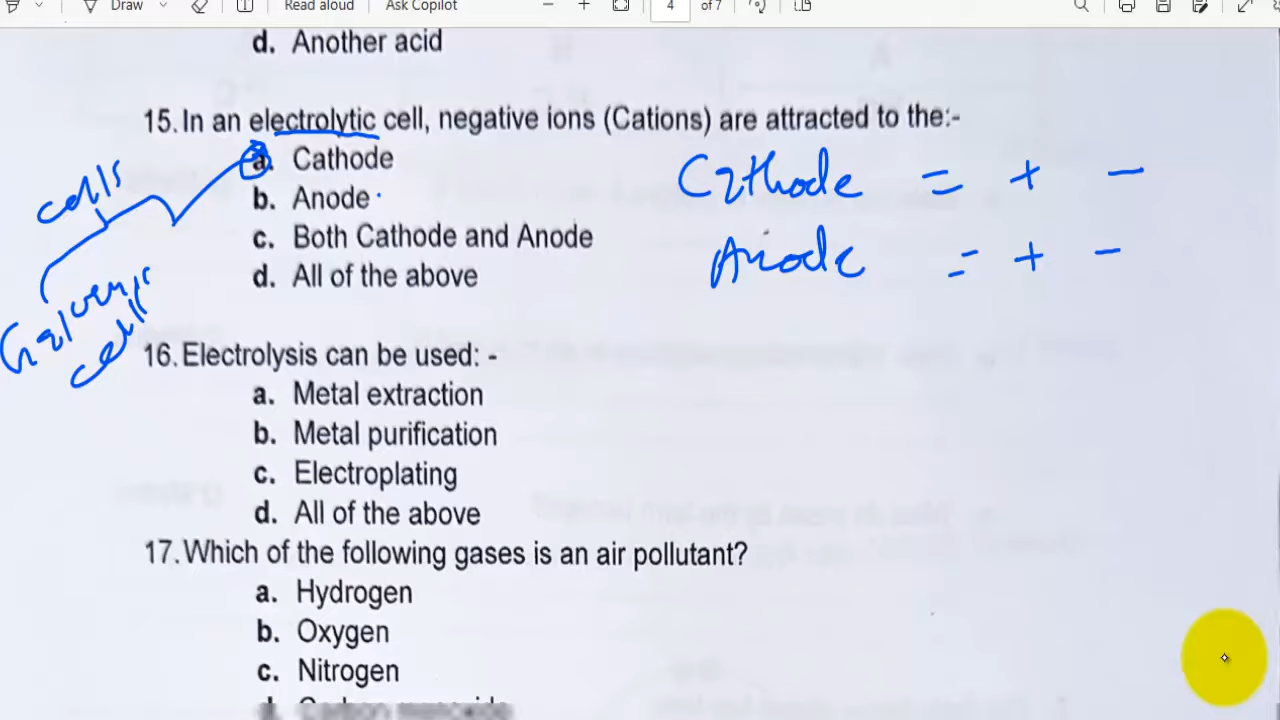 Draw
Read aloud
Ask Copilot
4 of 7
d. Another acid
15. In an electrolytic cell, negative ions (Cations) are attracted to the:-
a. Cathode
b. Anode
c. Both Cathode and Anode
d. All of the above
Cathode = + -
Anode = + -
cells
cell
16. Electrolysis can be used: -
a. Metal extraction
b. Metal purification
c. Electroplating
d. All of the above
17. Which of the following gases is an air pollutant?
a. Hydrogen
b. Oxygen
c. Nitrogen
d. Carbon monoxide